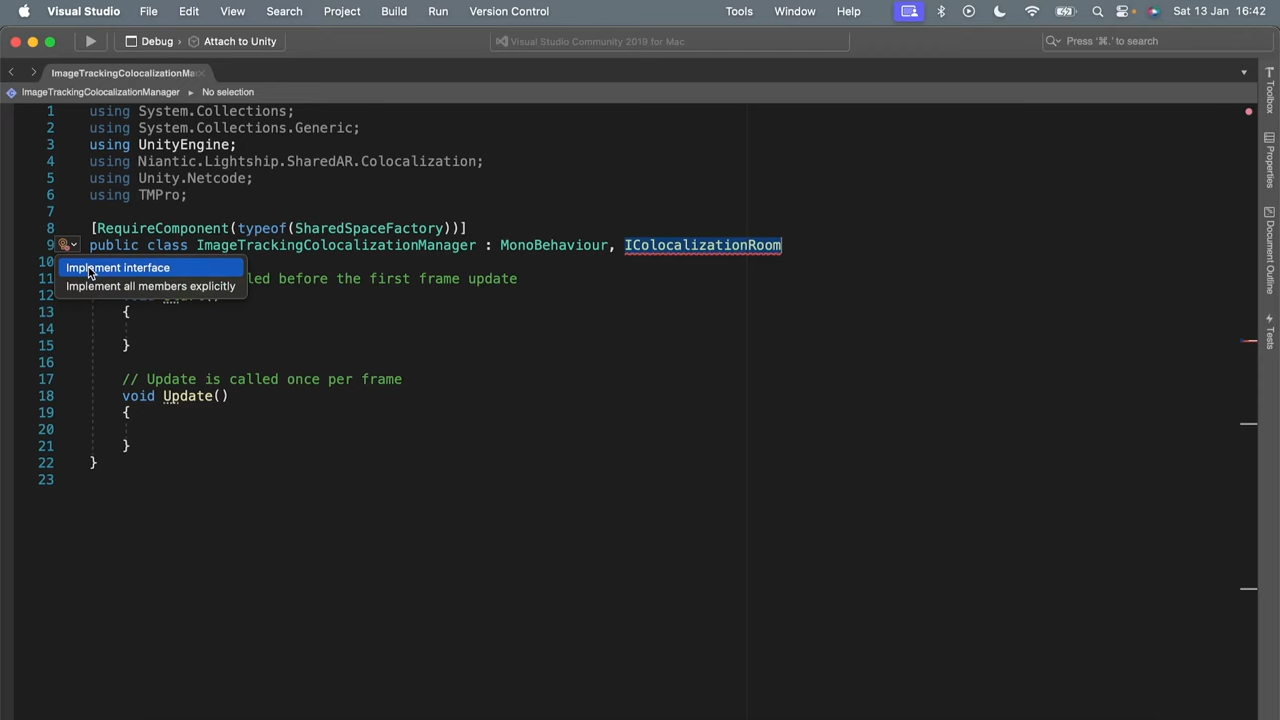 Visual Studio File Edit View Search Project Build Run Version Control Tools Window Help Sat 13 Jan 16:42
Debug › Attach to Unity Visual Studio Community 2019 for Mac Press '⌘.' to search
ImageTrackingColocalizationMa
ImageTrackingColocalizationManager ▸ No selection
1 using System.Collections;
2 using System.Collections.Generic;
3 using UnityEngine;
4 using Niantic.Lightship.SharedAR.Colocalization;
5 using Unity.Netcode;
6 using TMPro;
7
8 [RequireComponent(typeof(SharedSpaceFactory))]
9 public class ImageTrackingColocalizationManager : MonoBehaviour, IColocalizationRoom
10
Implement interface
11 led before the first frame update
Implement all members explicitly
12
13 {
14
15 }
16
17 // Update is called once per frame
18 void Update()
19 {
20
21 }
22 }
23
Toolbox
Properties
Document Outline
Tests